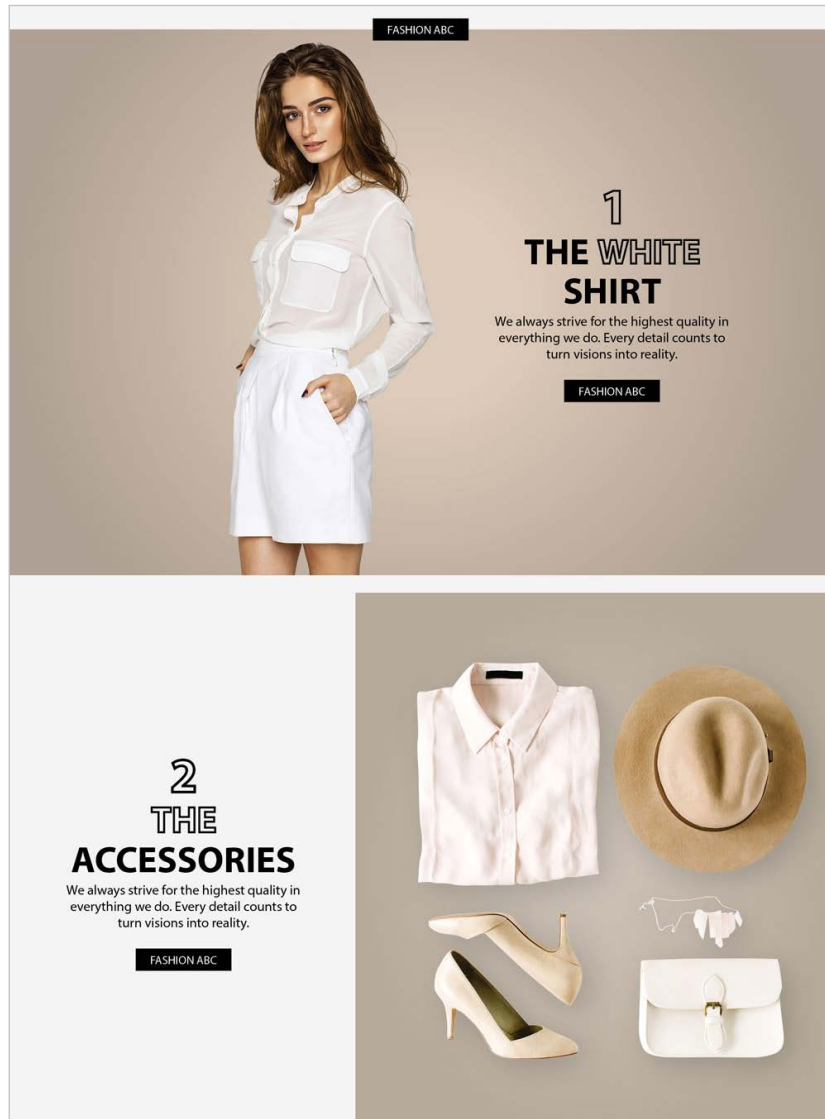 FASHION ABC
1
THE WHITE
SHIRT
We always strive for the highest quality in
everything we do. Every detail counts to
turn visions into reality.
FASHION ABC
2
THE
ACCESSORIES
We always strive for the highest quality in
everything we do. Every detail counts to
turn visions into reality.
FASHION ABC